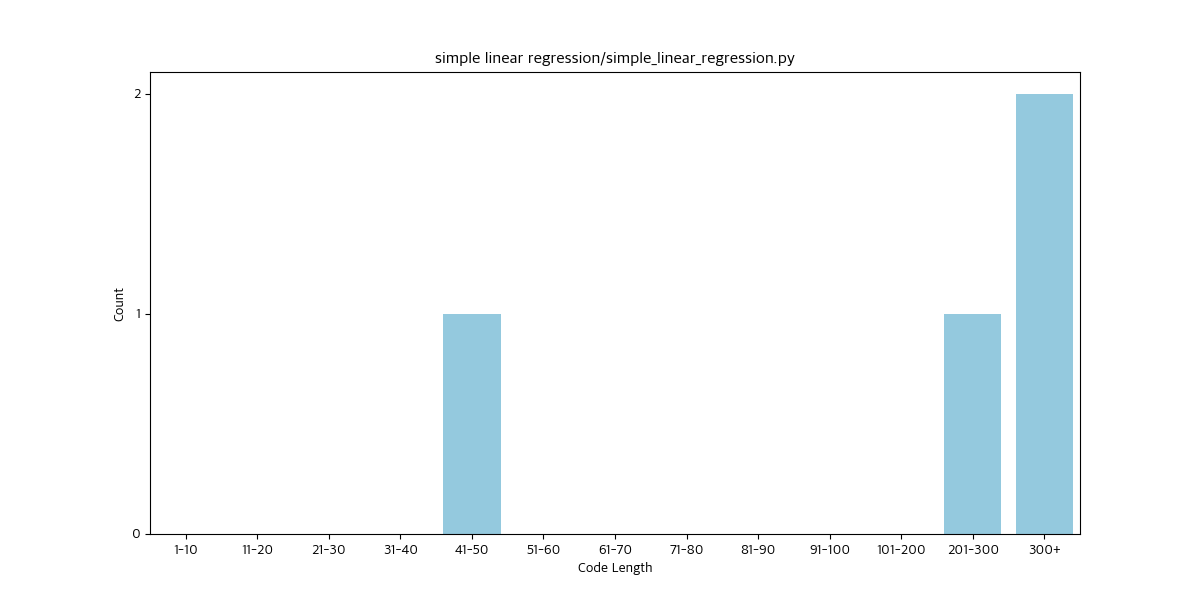 simple linear regression/simple_linear_regression.py
2
1
0
Count
1-10 11-20 21-30 31-40 41-50 51-60 61-70 71-80 81-90 91-100 101-200 201-300 300+
Code Length